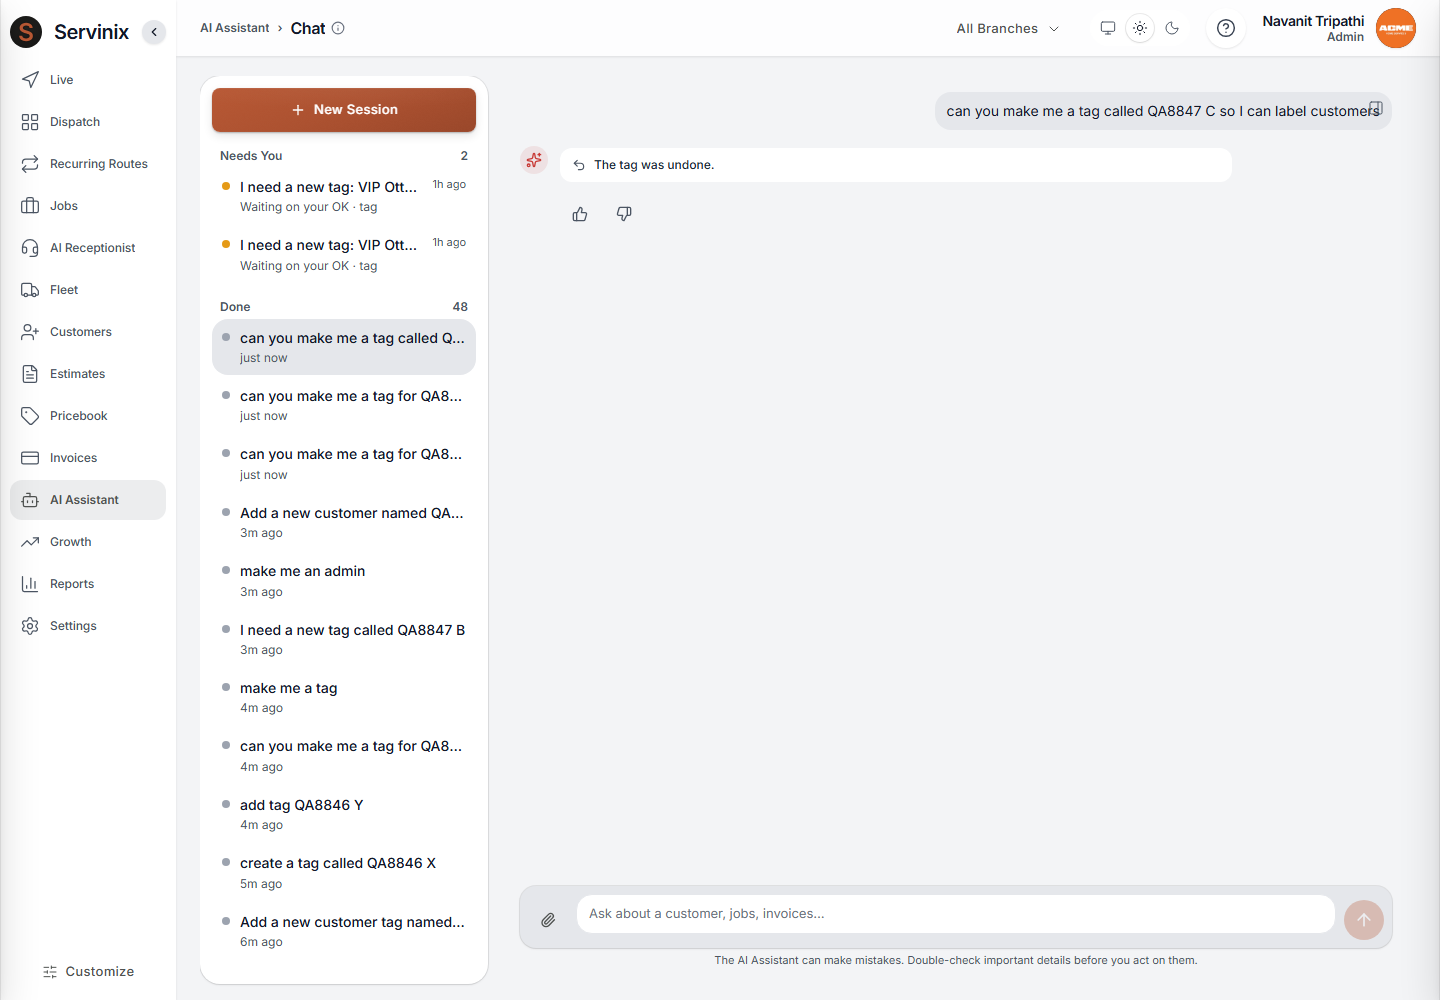 S
Servinix
AI Assistant › Chat
All Branches
Navanit Tripathi
Admin
ACME
Live
Dispatch
Recurring Routes
Jobs
AI Receptionist
Fleet
Customers
Estimates
Pricebook
Invoices
AI Assistant
Growth
Reports
Settings
Customize
+ New Session
Needs You 2
I need a new tag: VIP Ott... 1h ago
Waiting on your OK · tag
I need a new tag: VIP Ott... 1h ago
Waiting on your OK · tag
Done 48
can you make me a tag called Q...
just now
can you make me a tag for QA8...
just now
can you make me a tag for QA8...
just now
Add a new customer named QA...
3m ago
make me an admin
3m ago
I need a new tag called QA8847 B
3m ago
make me a tag
4m ago
can you make me a tag for QA8...
4m ago
add tag QA8846 Y
4m ago
create a tag called QA8846 X
5m ago
Add a new customer tag named...
6m ago
can you make me a tag called QA8847 C so I can label customers
The tag was undone.
Ask about a customer, jobs, invoices...
The AI Assistant can make mistakes. Double-check important details before you act on them.